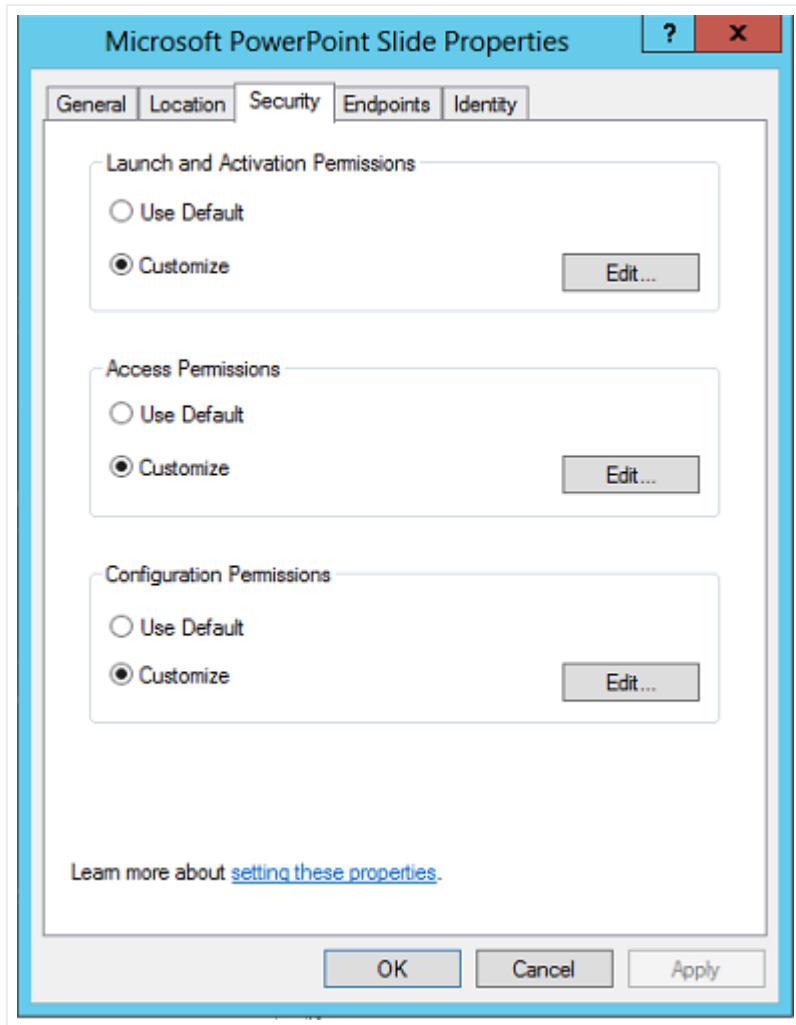 Microsoft PowerPoint Slide Properties ? x
General Location Security Endpoints Identity
Launch and Activation Permissions
Use Default
Customize Edit...
Access Permissions
Use Default
Customize Edit...
Configuration Permissions
Use Default
Customize Edit...
Learn more about setting these properties.
OK Cancel Apply